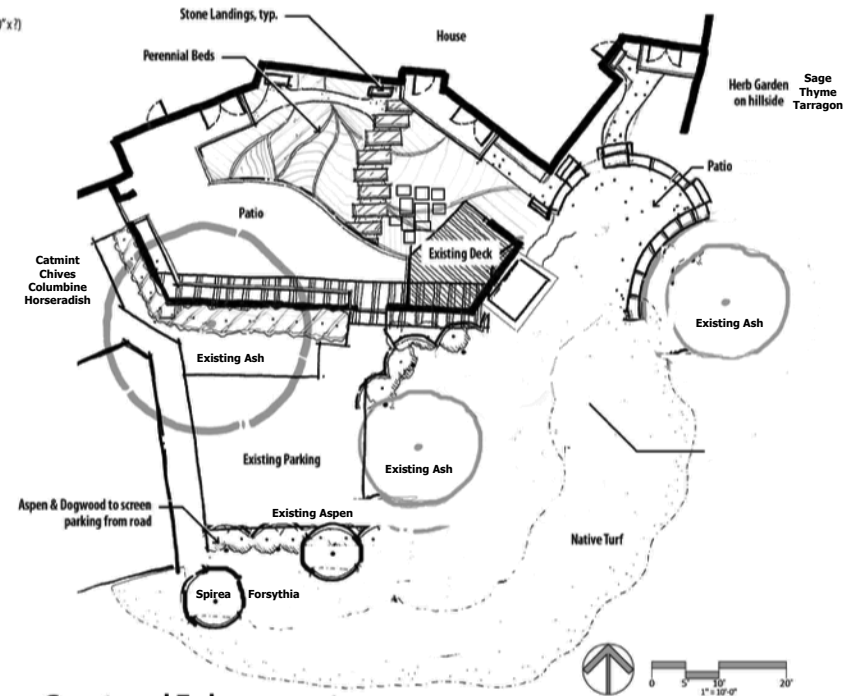 " x ?)
Stone Landings, typ.
House
Perennial Beds
Herb Garden
on hillside
Sage
Thyme
Tarragon
Patio
Patio
Existing Deck
Catmint
Chives
Columbine
Horseradish
Existing Ash
Existing Ash
Existing Ash
Existing Parking
Aspen & Dogwood to screen
parking from road
Existing Aspen
Native Turf
Spirea
Forsythia
0
5'
10'
20'
1" = 10'-0"